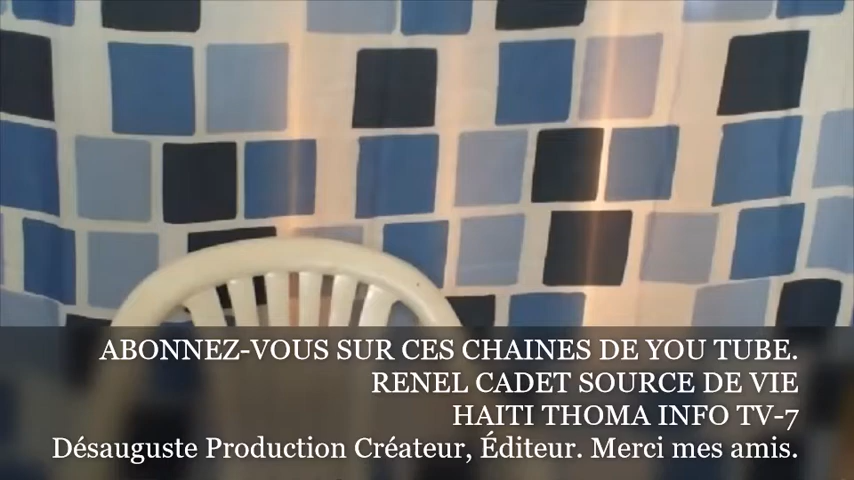 ABONNEZ-VOUS SUR CES CHAINES DE YOU TUBE.
RENEL CADET SOURCE DE VIE
HAITI THOMA INFO TV-7
Désauguste Production Créateur, Éditeur. Merci mes amis.